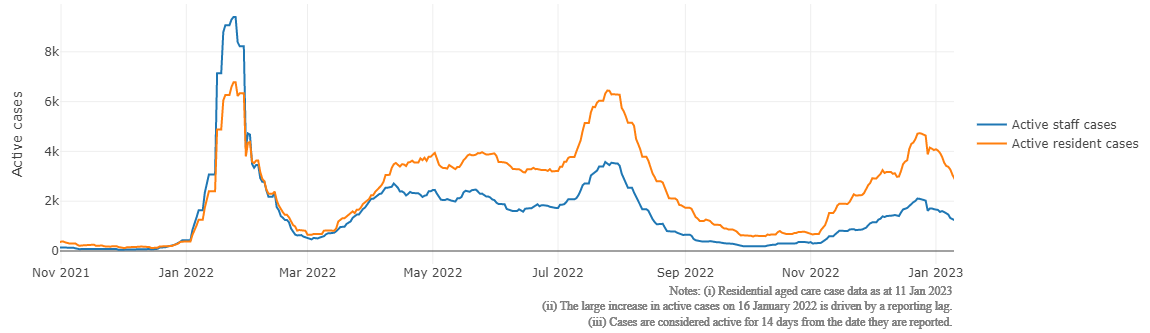 Active cases
8k
6k
4k
2k
0
Nov 2021 Jan 2022 Mar 2022 May 2022 Jul 2022 Sep 2022 Nov 2022 Jan 2023
Active staff cases
Active resident cases
Notes: (i) Residential aged care case data as at 11 Jan 2023
(ii) The large increase in active cases on 16 January 2022 is driven by a reporting lag.
(iii) Cases are considered active for 14 days from the date they are reported.